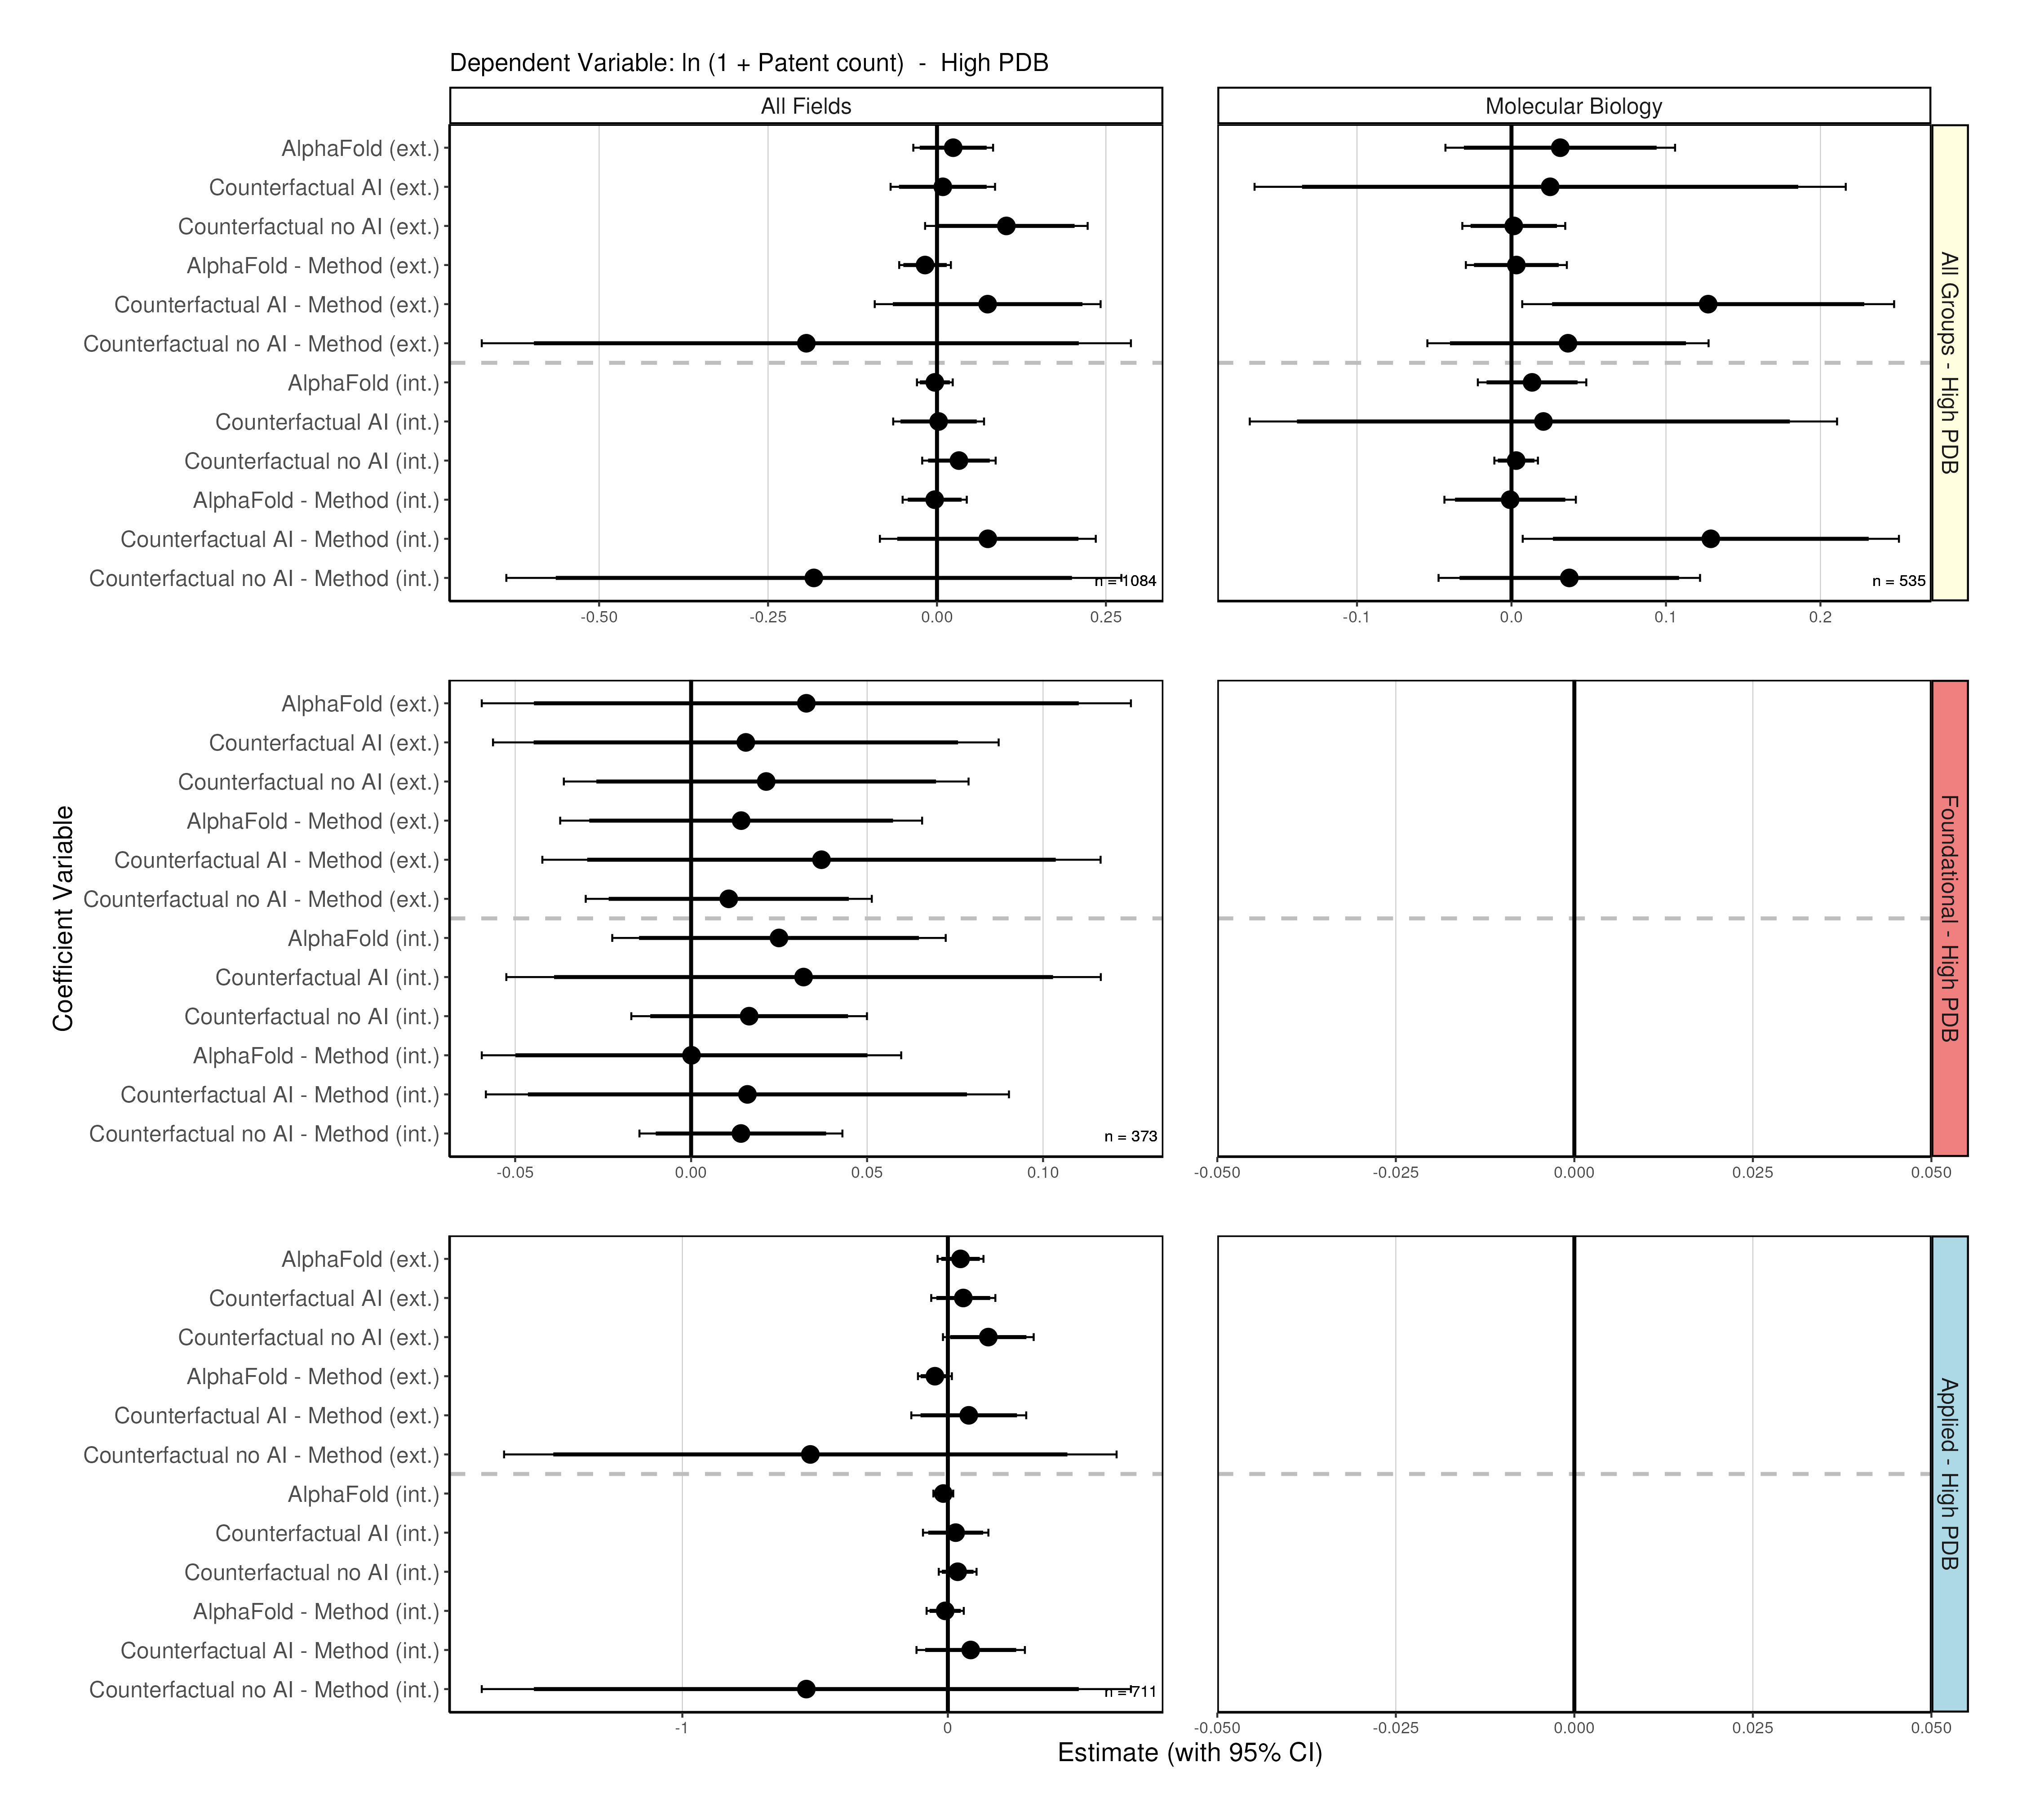 Dependent Variable: ln (1 + Patent count)  -  High PDB
All Fields
Molecular Biology
AlphaFold (ext.)
Counterfactual AI (ext.)
Counterfactual no AI (ext.)
AlphaFold - Method (ext.)
Counterfactual AI - Method (ext.)
Counterfactual no AI - Method (ext.)
AlphaFold (int.)
Counterfactual AI (int.)
Counterfactual no AI (int.)
AlphaFold - Method (int.)
Counterfactual AI - Method (int.)
Counterfactual no AI - Method (int.)
n = 1084
n = 535
All Groups - High PDB
-0.50 -0.25 0.00 0.25
-0.1 0.0 0.1 0.2
Coefficient Variable
AlphaFold (ext.)
Counterfactual AI (ext.)
Counterfactual no AI (ext.)
AlphaFold - Method (ext.)
Counterfactual AI - Method (ext.)
Counterfactual no AI - Method (ext.)
AlphaFold (int.)
Counterfactual AI (int.)
Counterfactual no AI (int.)
AlphaFold - Method (int.)
Counterfactual AI - Method (int.)
Counterfactual no AI - Method (int.)
n = 373
Foundational - High PDB
-0.05 0.00 0.05 0.10
-0.050 -0.025 0.000 0.025 0.050
AlphaFold (ext.)
Counterfactual AI (ext.)
Counterfactual no AI (ext.)
AlphaFold - Method (ext.)
Counterfactual AI - Method (ext.)
Counterfactual no AI - Method (ext.)
AlphaFold (int.)
Counterfactual AI (int.)
Counterfactual no AI (int.)
AlphaFold - Method (int.)
Counterfactual AI - Method (int.)
Counterfactual no AI - Method (int.)
n = 711
Applied - High PDB
-1 0
-0.050 -0.025 0.000 0.025 0.050
Estimate (with 95% CI)